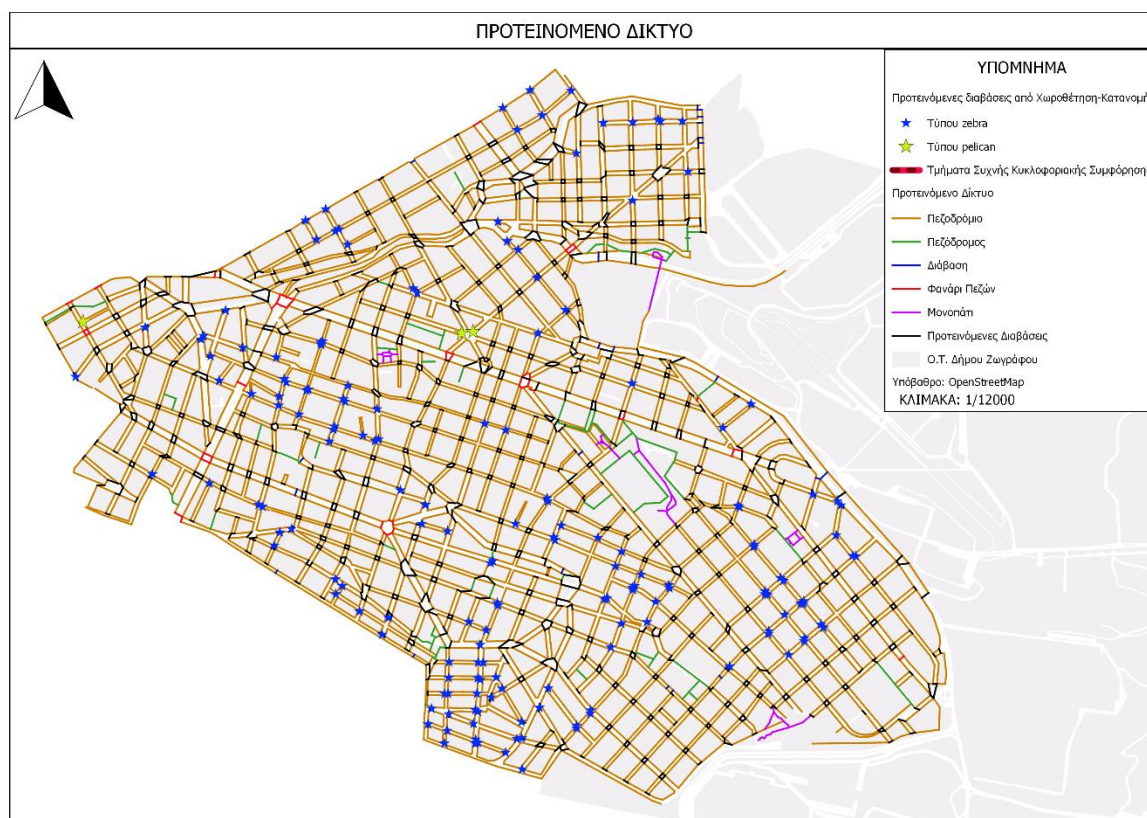 ΠΡΟΤΕΙΝΟΜΕΝΟ ΔΙΚΤΥΟ
ΥΠΟΜΝΗΜΑ
Προτεινόμενες διαβάσεις από Χωροθέτηση-Κατανομή
Τύπου zebra
Τύπου pelican
Τμήματα Συχνής Κυκλοφοριακής Συμφόρησης
Προτεινόμενο Δίκτυο
Πεζοδρόμιο
Πεζόδρομος
Διάβαση
Φανάρι Πεζών
Μονοπάτι
Προτεινόμενες Διαβάσεις
Ο.Τ. Δήμου Ζωγράφου
Υπόβαθρο: OpenStreetMap
ΚΛΙΜΑΚΑ: 1/12000